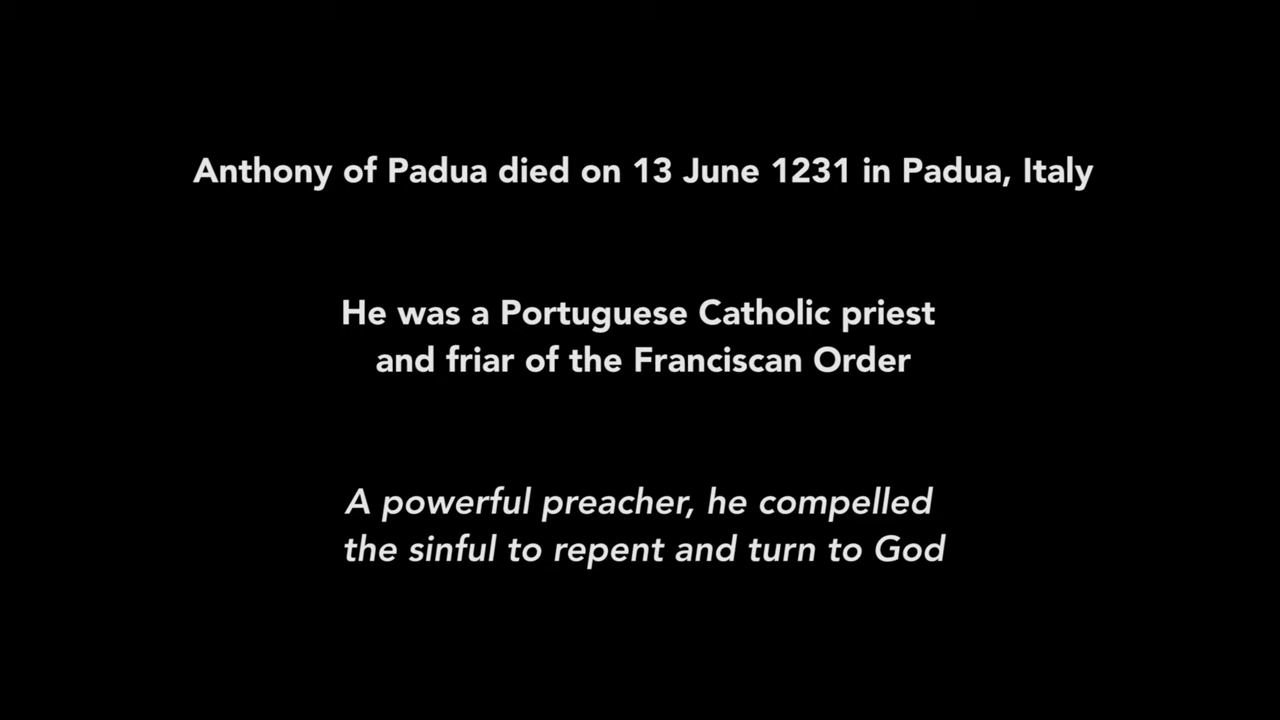 Anthony of Padua died on 13 June 1231 in Padua, Italy
He was a Portuguese Catholic priest
and friar of the Franciscan Order
A powerful preacher, he compelled
the sinful to repent and turn to God